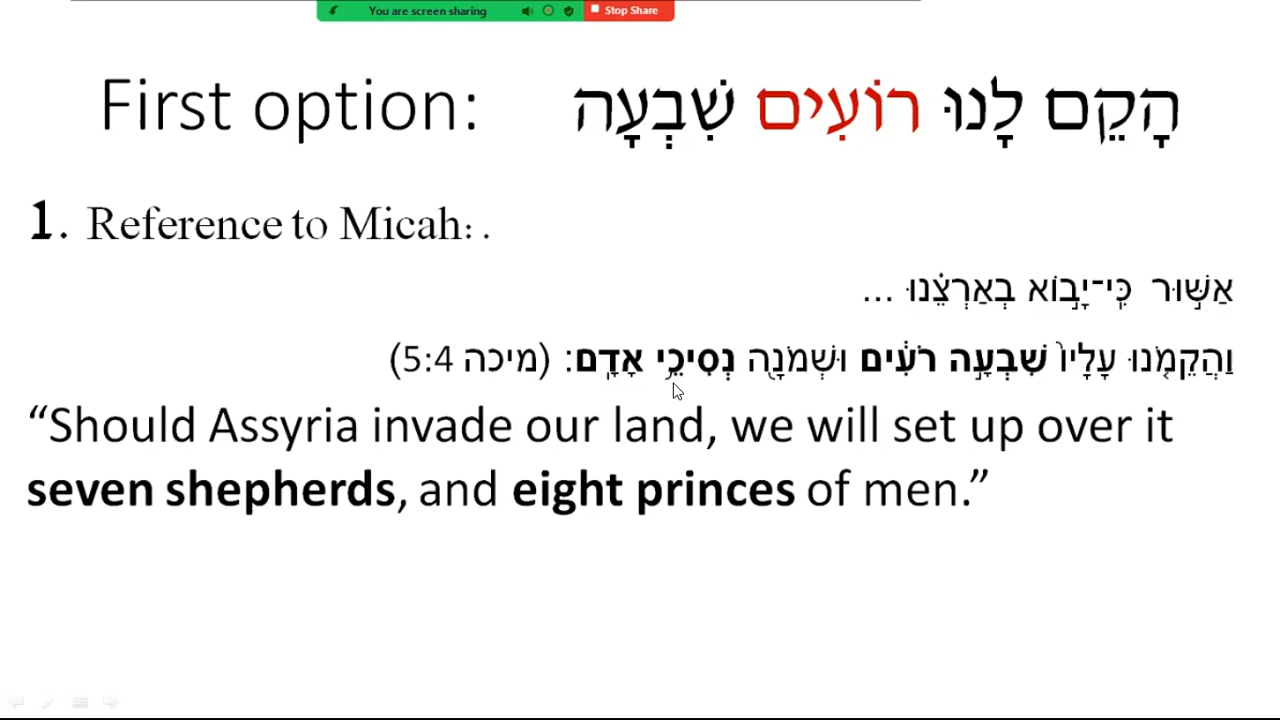 You are screen sharing Stop Share
First option: הָקֵם לָנוּ רוֹעִים שִׁבְעָה
1. Reference to Micah: .
אַשּׁ֣וּר כִּֽי־יָב֣וֹא בְאַרְצֵ֗נוּ ...
וַהֲקֵמֹ֤נוּ עָלָיו֙ שִׁבְעָ֣ה רֹעִ֔ים וּשְׁמֹנָ֖ה נְסִיכֵ֥י אָדָֽם: (מיכה 5:4)
“Should Assyria invade our land, we will set up over it
seven shepherds, and eight princes of men.”